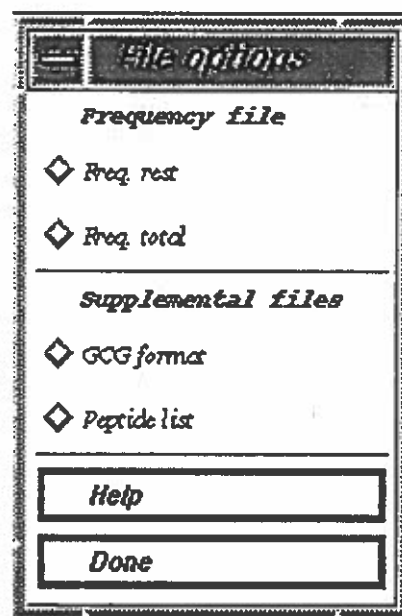 File options
Frequency file
Freq. rest
Freq. total
Supplemental files
GCG format
Peptide list
Help
Done